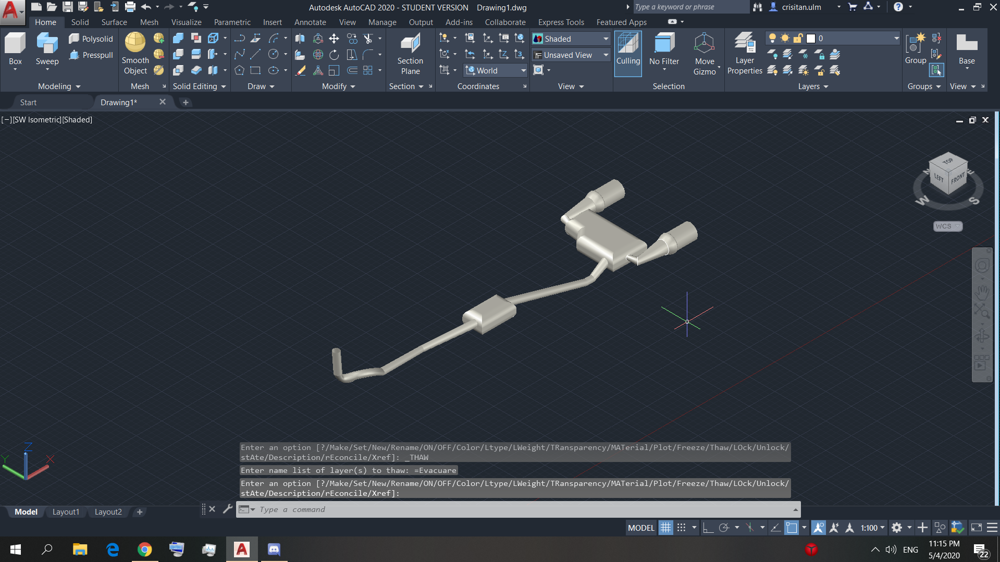 Autodesk AutoCAD 2020 - STUDENT VERSION Drawing1.dwg
Type a keyword or phrase
crisitan.ulm
Home Solid Surface Mesh Visualize Parametric Insert Annotate View Manage Output Add-ins Collaborate Express Tools Featured Apps
Box
Sweep
Polysolid
Presspull
Modeling
Smooth
Object
Mesh
Solid Editing
Draw
Modify
Section
Plane
Section
World
Coordinates
Shaded
Unsaved View
View
Culling
No Filter
Move
Gizmo
Selection
Layer
Properties
0
Layers
Group
Groups
Base
View
Start
Drawing1*
[−][SW Isometric][Shaded]
TOP
LEFT
FRONT
N
E
W
S
WCS
Z
Y
X
Enter an option [?/Make/Set/New/Rename/ON/OFF/Color/Ltype/LWeight/TRansparency/MATerial/Plot/Freeze/Thaw/LOck/Unlock/
stAte/Description/rEconcile/Xref]: _THAW
Enter name list of layer(s) to thaw: =Evacuare
Enter an option [?/Make/Set/New/Rename/ON/OFF/Color/Ltype/LWeight/TRansparency/MATerial/Plot/Freeze/Thaw/LOck/Unlock/
stAte/Description/rEconcile/Xref]:
Type a command
Model Layout1 Layout2
MODEL
1:100
ENG
11:15 PM
5/4/2020
22